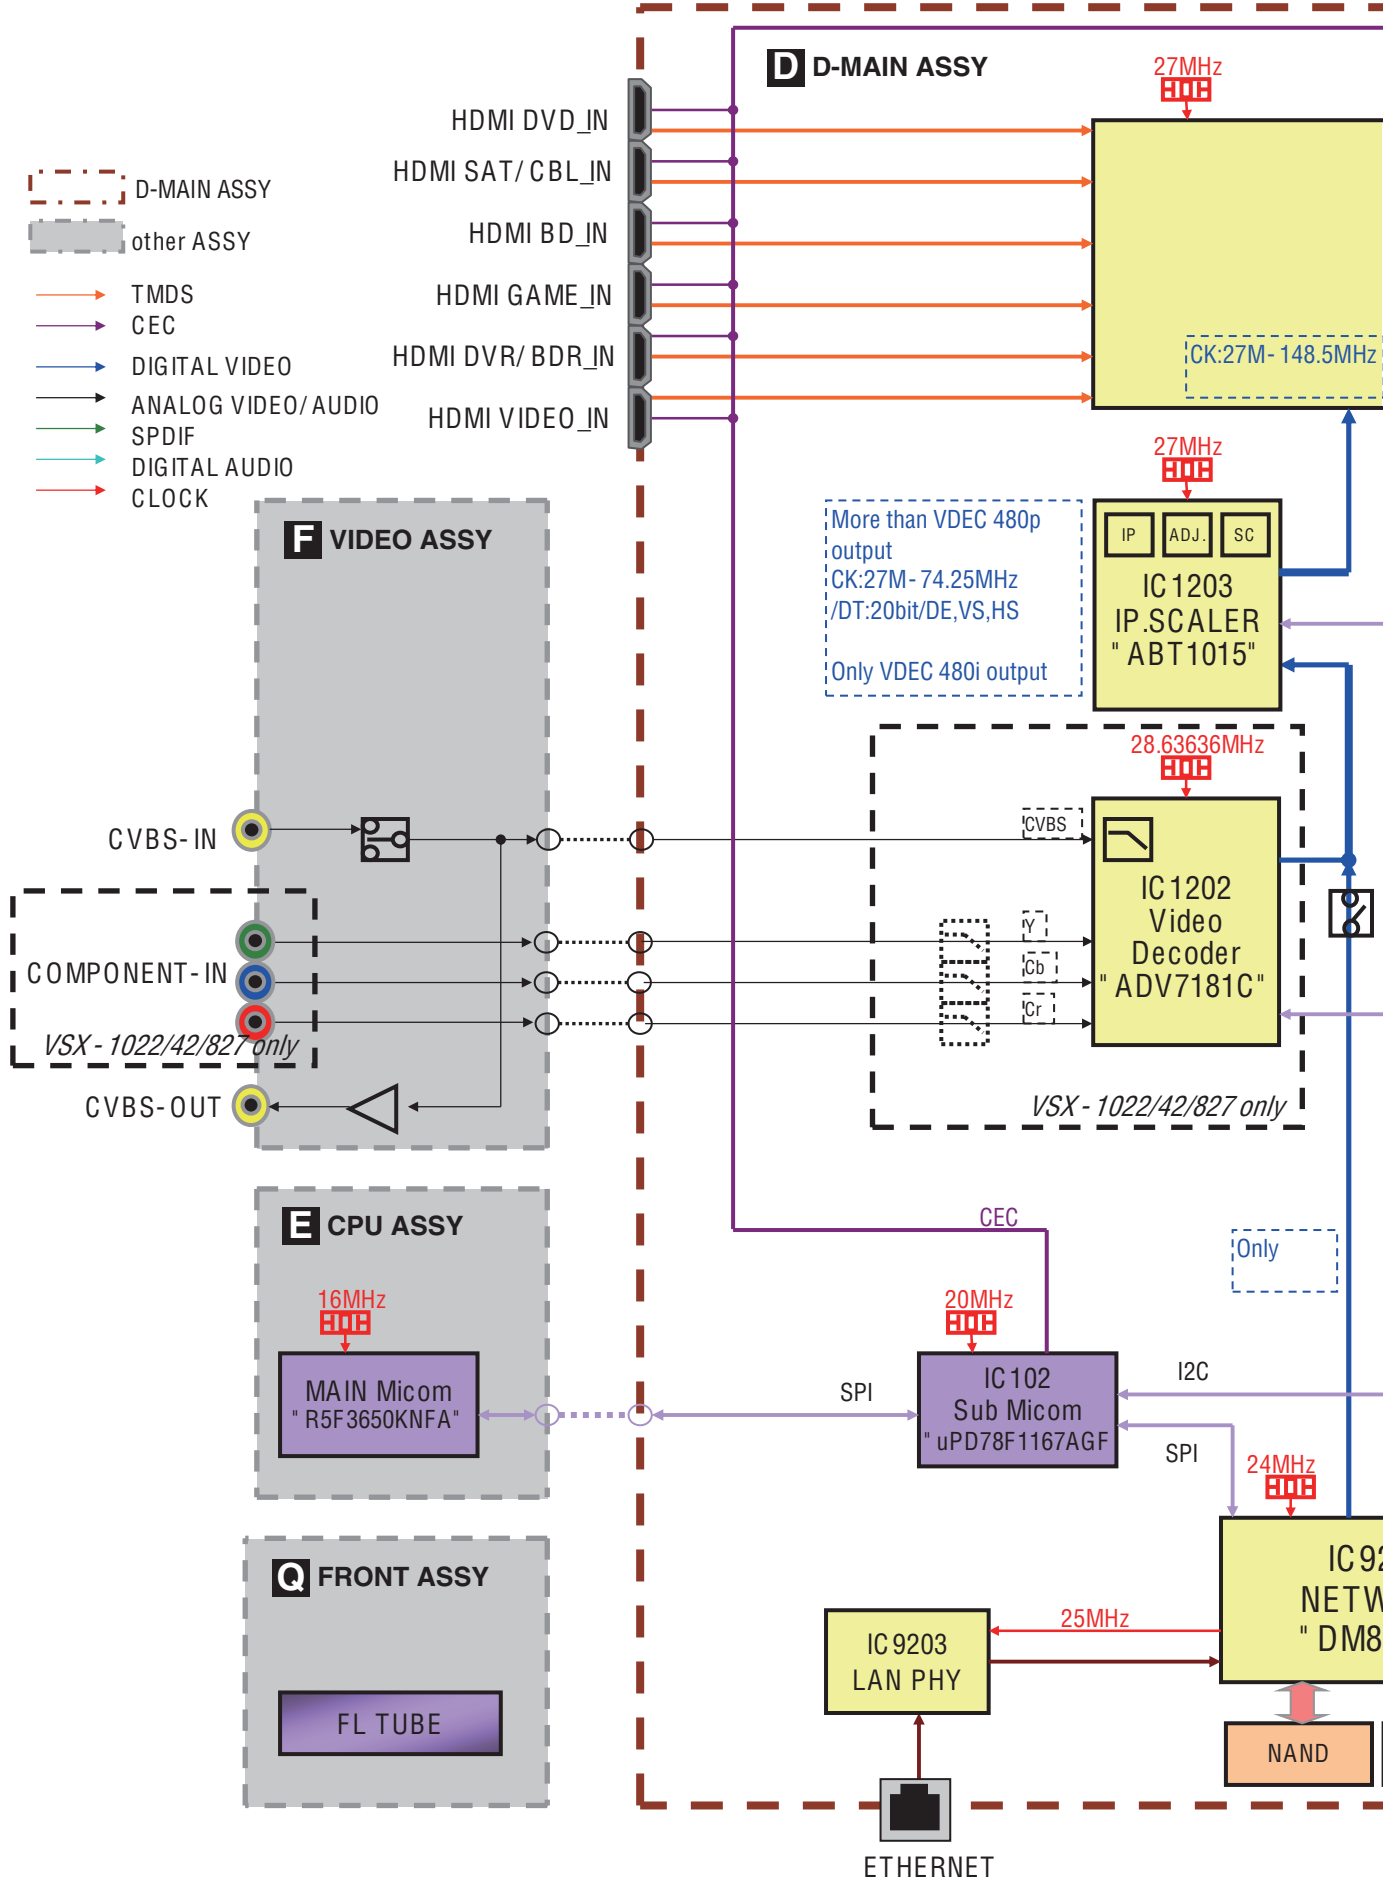 D D-MAIN ASSY
27MHz
HDMI DVD_IN
HDMI SAT/CBL_IN
HDMI BD_IN
HDMI GAME_IN
HDMI DVR/BDR_IN
HDMI VIDEO_IN
CK:27M-148.5MHz
D-MAIN ASSY
other ASSY
TMDS
CEC
DIGITAL VIDEO
ANALOG VIDEO/AUDIO
SPDIF
DIGITAL AUDIO
CLOCK
27MHz
More than VDEC 480p
output
CK:27M-74.25MHz
/DT:20bit/DE,VS,HS
Only VDEC 480i output
IP ADJ. SC
IC1203
IP.SCALER
"ABT1015"
F VIDEO ASSY
28.63636MHz
CVBS-IN
CVBS
IC1202
Video
Decoder
"ADV7181C"
Y
Cb
Cr
COMPONENT-IN
VSX-1022/42/827 only
CVBS-OUT
VSX-1022/42/827 only
E CPU ASSY
CEC
Only
16MHz
20MHz
MAIN Micom
"R5F3650KNFA"
SPI
IC102
Sub Micom
"uPD78F1167AGF
I2C
SPI
24MHz
Q FRONT ASSY
FL TUBE
IC92
NETW
"DM8
25MHz
IC9203
LAN PHY
NAND
ETHERNET